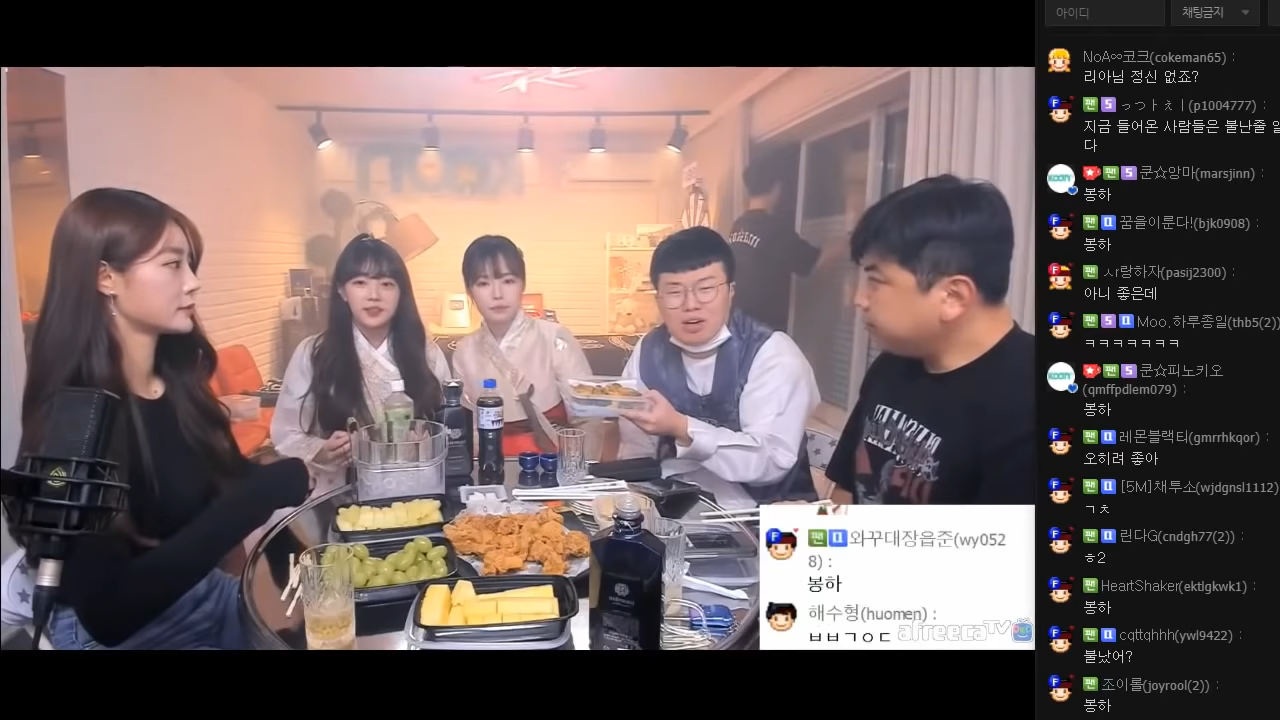 아이디
채팅금지
NoA∞코크(cokeman65) :
리아님 정신 없죠?
팬 S っつㅏぇㅣ(p1004777) :
지금 들어온 사람들은 불난줄
다
팬 S 쿤☆앙마(marsjinn) :
봉하
팬 Q 꿈을이룬다!(bjk0908) :
봉하
팬 ㅅr랑하자(pasij2300) :
아니 좋은데
팬 S Q Moo.하루종일(thb5(2))
ㅋㅋㅋㅋㅋㅋㅋ
팬 S 쿤☆피노키오
(qmffpdlem079) :
봉하
팬 Q 레몬블랙티(gmrrhkqor) :
오히려 좋아
팬 Q [5M]채투소(wjdgnsl1112)
ㄱㅊ
팬 Q 린다G(cndgh77(2)) :
ㅎ2
팬 HeartShaker(ektlgkwk1) :
봉하
팬 Q cqttqhhh(ywl9422) :
불났어?
팬 조이롤(joyrool(2)) :
봉하
팬 Q 와꾸대장읍준(wy052
8) :
봉하
해수형(huomen) :
ㅂㅂㄱㅇㄷ
afreecaTV